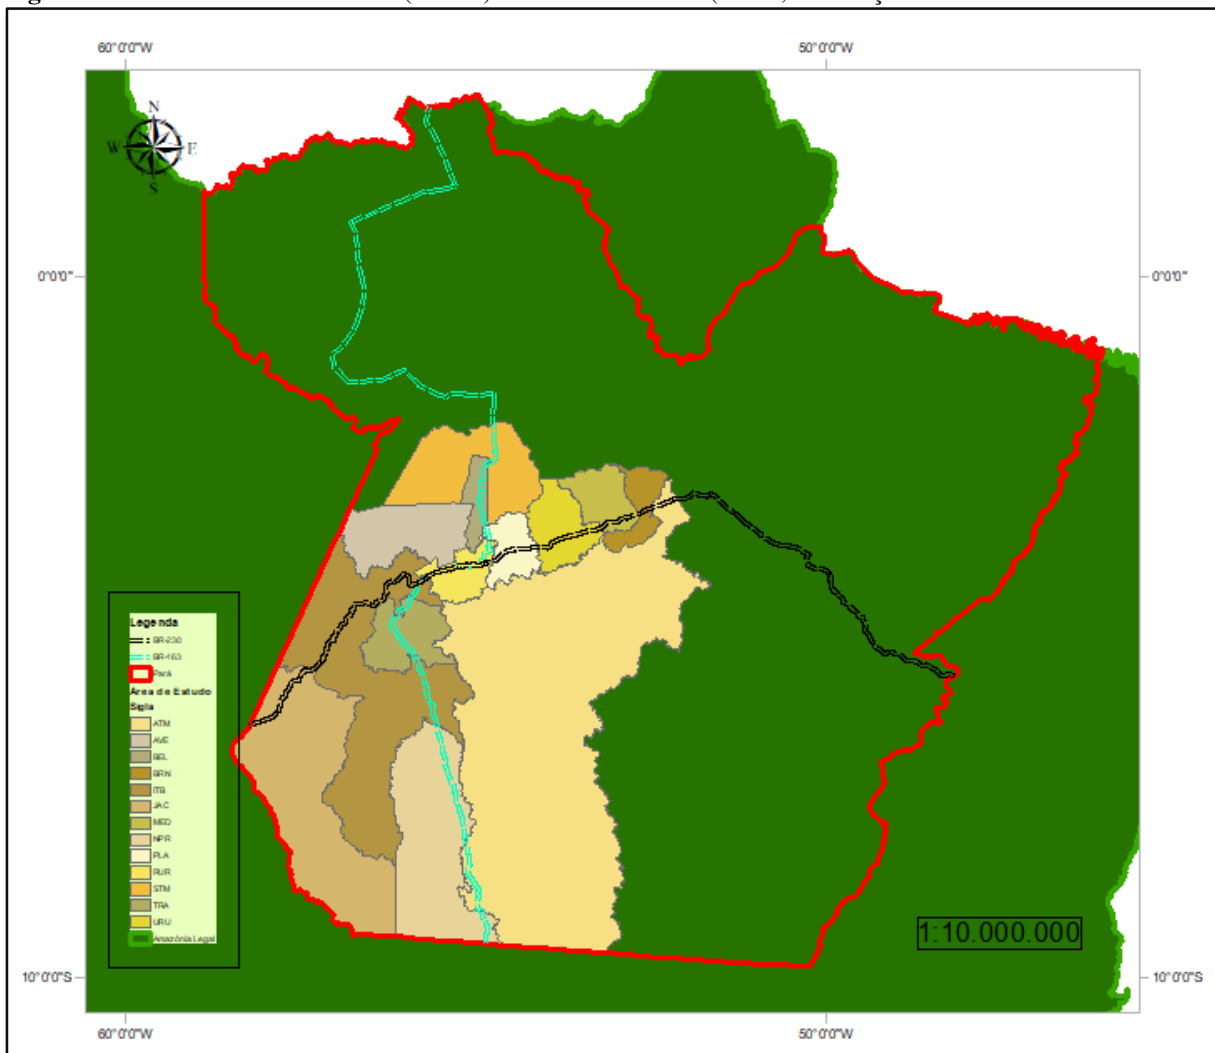 60°0'0"W 50°0'0"W
N
W E
S
0°0'0" 0°0'0"
Legenda
BR-230
BR-163
Pará
Área de Estudo
Sigla
ATM
AVE
BEL
BRN
ITB
JAC
MED
NPR
PLA
RUR
STM
TRA
URU
Amazônia Legal
1:10.000.000
10°0'0"S 10°0'0"S
60°0'0"W 50°0'0"W